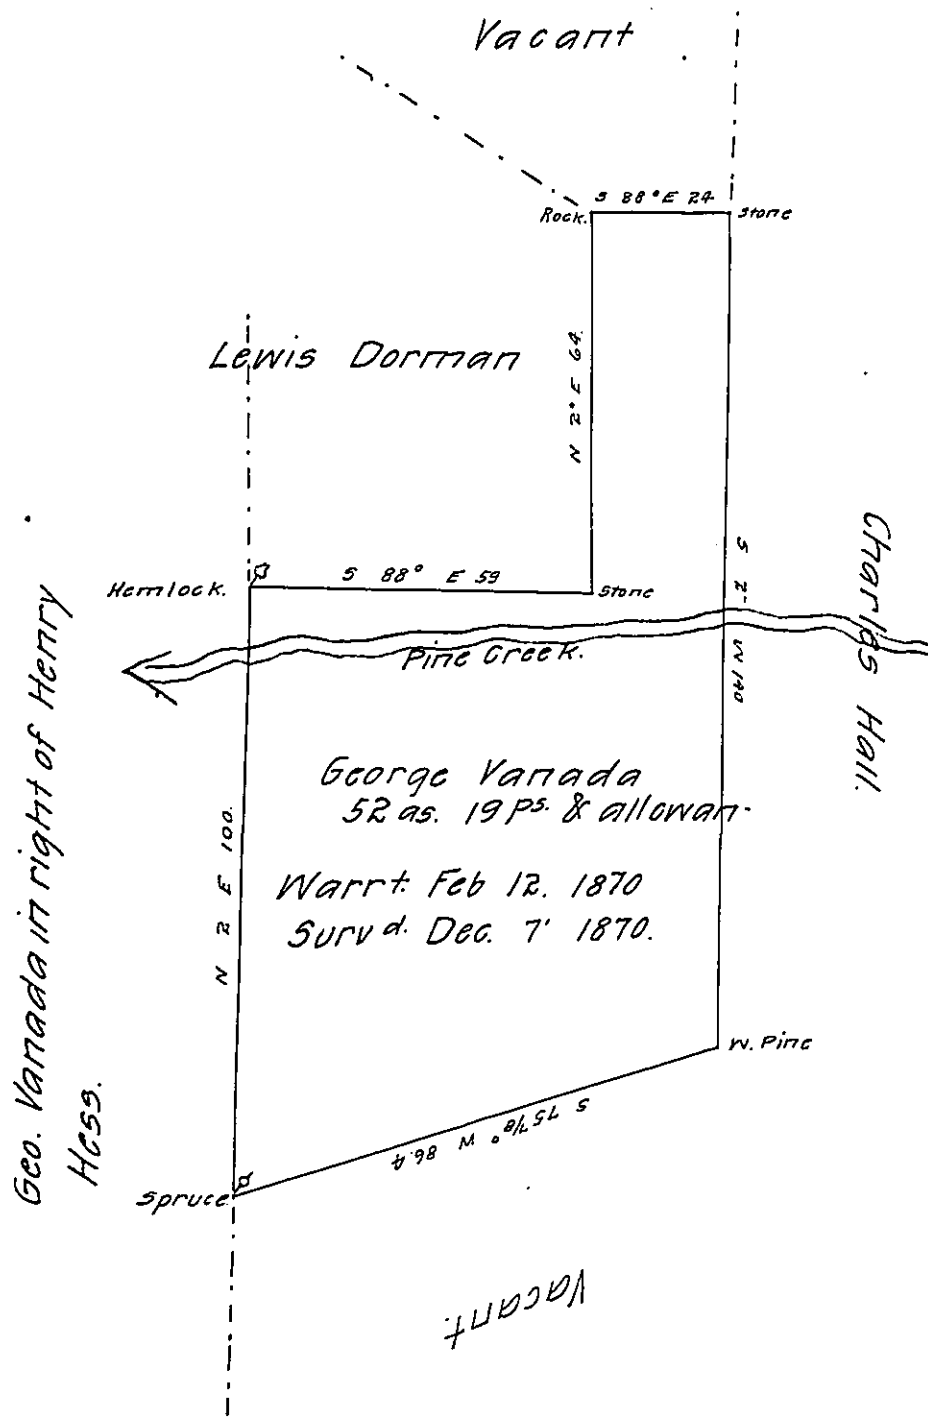 Vacant
S 88° E 24
Rock.
Stone
Lewis Dorman
N 2° E 64.
S 2 W 140
Charles Hall.
Hemlock.
S 88° E 59
Stone
Pine Creek.
Geo. Vanada in right of Henry
Hess.
N 2 E 100.
George Vanada
52 as. 19 Ps. & allowan-
Warrt. Feb 12. 1870
Survd. Dec. 7' 1870.
W. Pine
S 75 7/8° W 86.4
Spruce
Vacant.